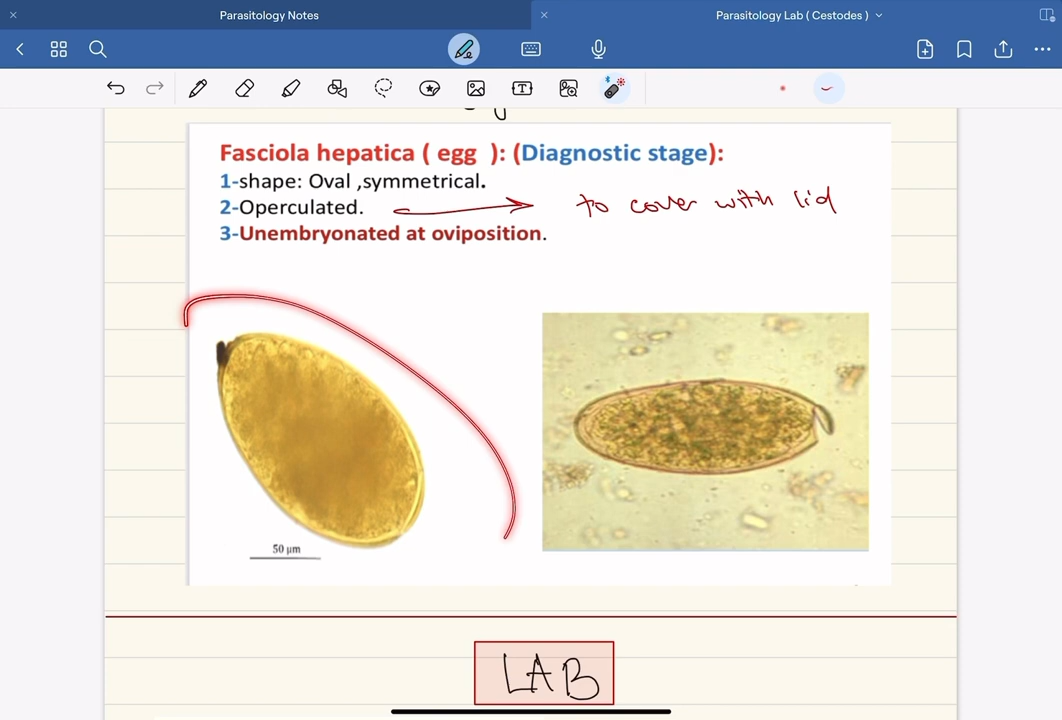 Parasitology Notes
Parasitology Lab ( Cestodes )
Fasciola hepatica ( egg ): (Diagnostic stage):
1-shape: Oval ,symmetrical.
2-Operculated. to cover with lid
3-Unembryonated at oviposition.
50 µm
LAB